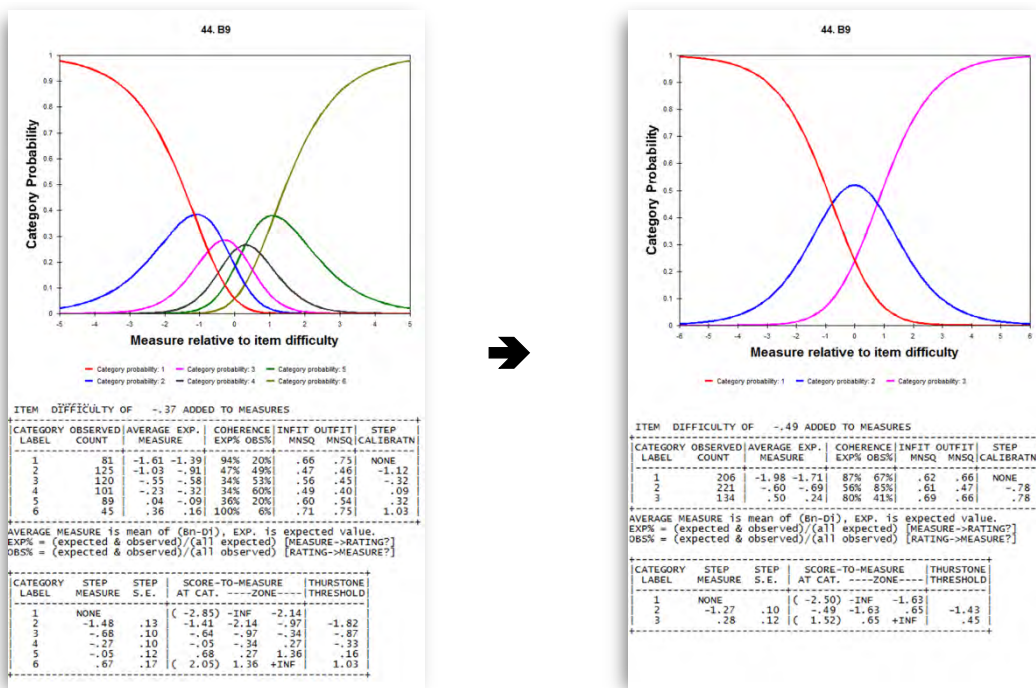 44. B9
1
0.9
0.8
0.7
0.6
0.5
0.4
0.3
0.2
0.1
0
Category Probability
-5 -4 -3 -2 -1 0 1 2 3 4 5
Measure relative to item difficulty
Category probability: 1 Category probability: 3 Category probability: 5
Category probability: 2 Category probability: 4 Category probability: 6
ITEM DIFFICULTY OF -.37 ADDED TO MEASURES
|CATEGORY OBSERVED|AVERAGE EXP.| COHERENCE|INFIT OUTFIT| STEP
| LABEL COUNT | MEASURE | EXP% OBS%| MNSQ MNSQ|CALIBRATN|
| 1 81 | -1.61 -1.39| 94% 20%| .66 .75| NONE
| 2 125 | -1.03 -.91| 47% 49%| .47 .46| -1.12
| 3 120 | -.55 -.58| 34% 53%| .56 .45| -.32
| 4 101 | -.23 -.32| 34% 60%| .49 .40| .09
| 5 89 | .04 -.09| 36% 20%| .60 .54| .32
| 6 45 | .36 .16|100% 6%| .71 .75| 1.03
AVERAGE MEASURE is mean of (Bn-Di), EXP. is expected value.
EXP% = (expected & observed)/(all expected) [MEASURE->RATING?]
OBS% = (expected & observed)/(all observed) [RATING->MEASURE?]
|CATEGORY STEP STEP | SCORE-TO-MEASURE |THURSTONE|
| LABEL MEASURE S.E. | AT CAT. ----ZONE----|THRESHOLD|
| 1 NONE |( -2.85) -INF -2.14|
| 2 -1.48 .13 | -1.41 -2.14 -.97| -1.82
| 3 -.68 .10 | -.64 -.97 -.34| -.87
| 4 -.27 .10 | -.05 -.34 .27| -.33
| 5 -.05 .12 | .68 .27 1.36| .16
| 6 .67 .17 |( 2.05) 1.36 +INF | 1.03
44. B9
1
0.9
0.8
0.7
0.6
0.5
0.4
0.3
0.2
0.1
0
Category Probability
-6 -5 -4 -3 -2 -1 0 1 2 3 4 5 6
Measure relative to item difficulty
Category probability: 1 Category probability: 2 Category probability: 3
ITEM DIFFICULTY OF -.49 ADDED TO MEASURES
|CATEGORY OBSERVED|AVERAGE EXP.| COHERENCE|INFIT OUTFIT| STEP
| LABEL COUNT | MEASURE | EXP% OBS%| MNSQ MNSQ|CALIBRATN
| 1 206 | -1.98 -1.71| 87% 67%| .62 .66| NONE
| 2 221 | -.60 -.69| 56% 85%| .61 .47| -.78
| 3 134 | .50 .24| 80% 41%| .69 .66| .78
AVERAGE MEASURE is mean of (Bn-Di), EXP. is expected value.
EXP% = (expected & observed)/(all expected) [MEASURE->RATING?]
OBS% = (expected & observed)/(all observed) [RATING->MEASURE?]
|CATEGORY STEP STEP | SCORE-TO-MEASURE |THURSTONE|
| LABEL MEASURE S.E. | AT CAT. ----ZONE----|THRESHOLD|
| 1 NONE |( -2.50) -INF -1.63|
| 2 -1.27 .10 | -.49 -1.63 .65| -1.43
| 3 .28 .12 |( 1.52) .65 +INF | .45